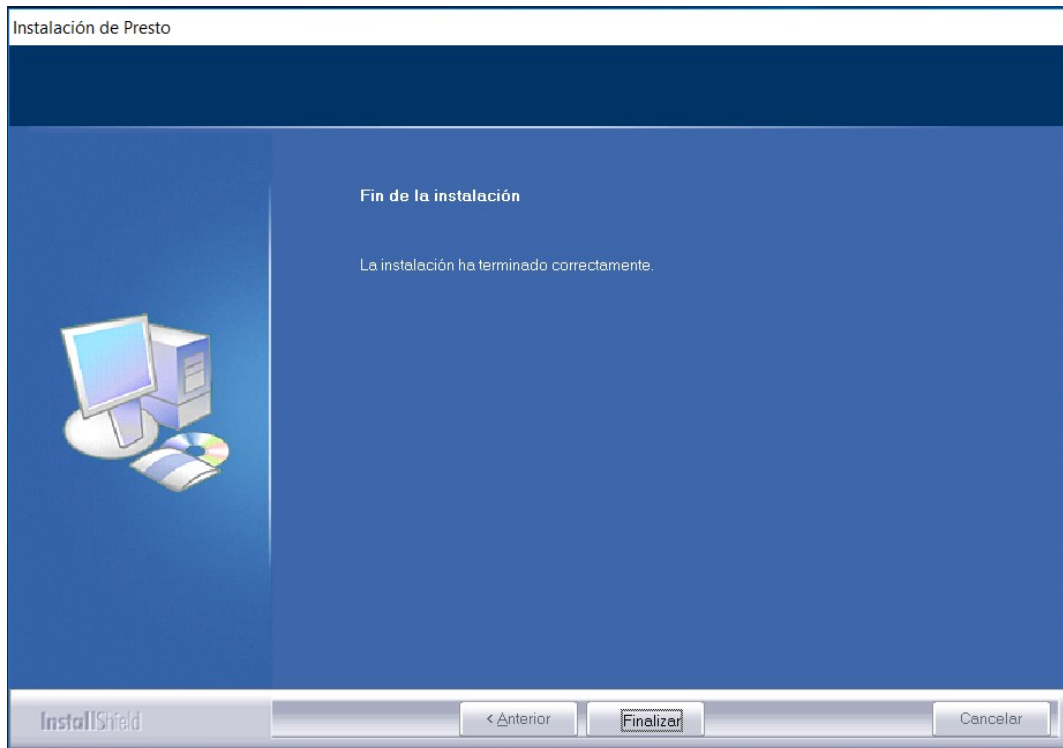 Instalación de Presto
Fin de la instalación
La instalación ha terminado correctamente.
InstallShield
< Anterior
Finalizar
Cancelar